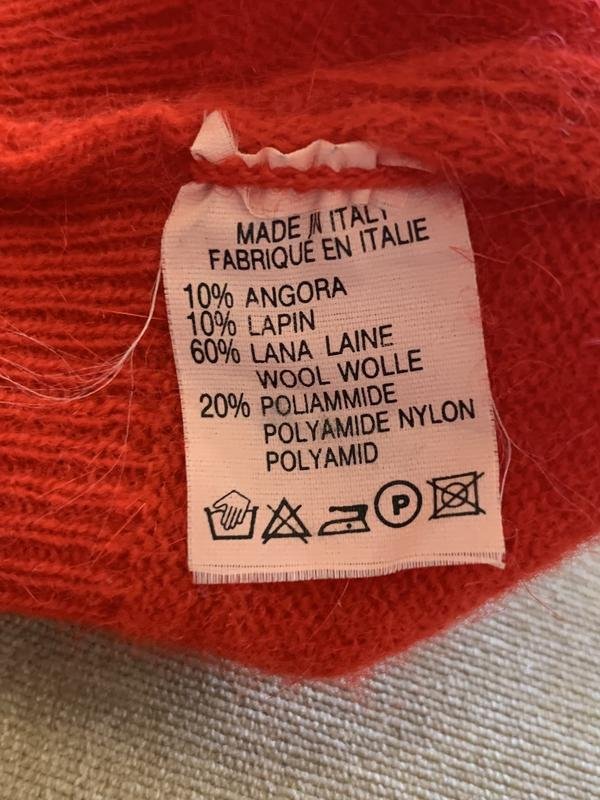 MADE IN ITALY
FABRIQUÉ EN ITALIE
10% ANGORA
10% LAPIN
60% LANA LAINE
WOOL WOLLE
20% POLIAMMIDE
POLYAMIDE NYLON
POLYAMID
P